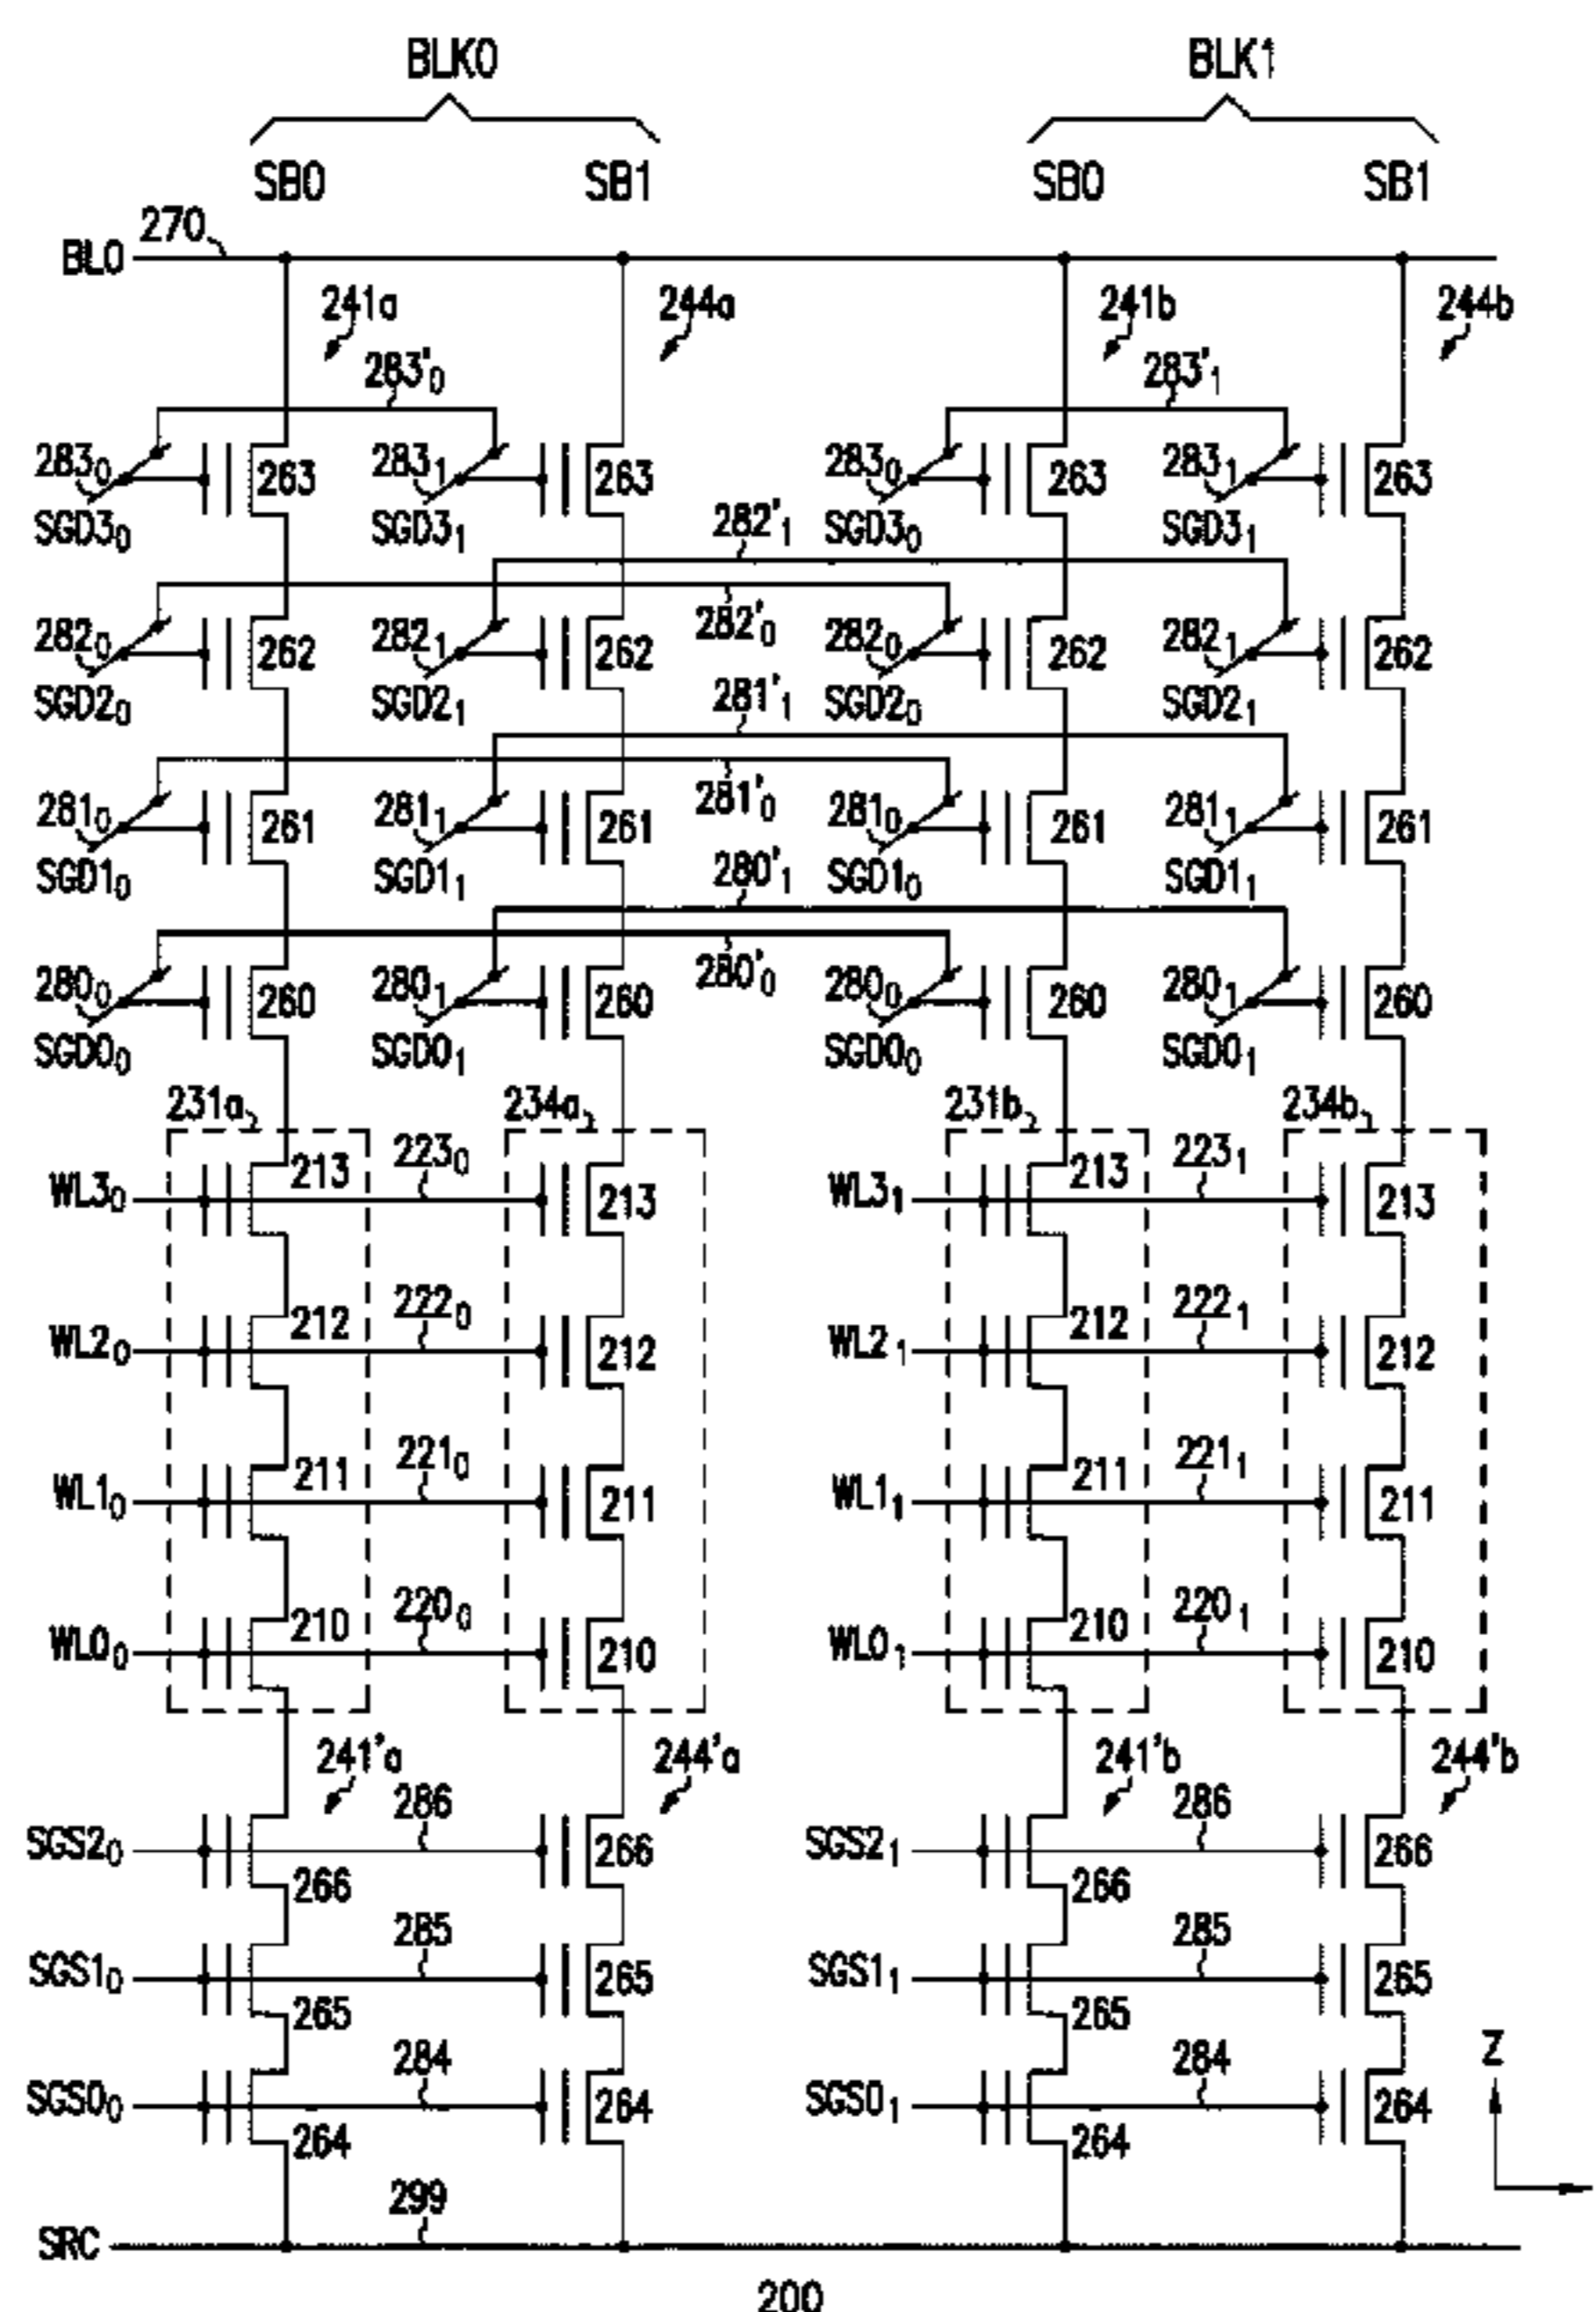 BLK0 BLK1
SB0 SB1 SB0 SB1
270
BL0
241a 244a 241b 244b
283'₀ 283'₁
283₀ 263 283₁ 263 283₀ 263 283₁ 263
SGD3₀ SGD3₁ 282'₁ SGD3₀ SGD3₁
282'₀
282₀ 262 282₁ 262 282₀ 262 282₁ 262
SGD2₀ SGD2₁ 281'₁ SGD2₀ SGD2₁
281'₀
281₀ 261 281₁ 261 281₀ 261 281₁ 261
SGD1₀ SGD1₁ 280'₁ SGD1₀ SGD1₁
280'₀
280₀ 260 280₁ 260 280₀ 260 280₁ 260
SGD0₀ SGD0₁ SGD0₀ SGD0₁
231a 234a 231b 234b
213 223₀ 213 223₁
WL3₀ 213 WL3₁ 213
212 222₀ 212 222₁
WL2₀ 212 WL2₁ 212
211 221₀ 211 221₁
WL1₀ 211 WL1₁ 211
210 220₀ 210 220₁
WL0₀ 210 WL0₁ 210
241'a 244'a 241'b 244'b
286 286
SGS2₀ 266 SGS2₁ 266
266 266
285 285
SGS1₀ 265 SGS1₁ 265
265 265
284 284 Z
SGS0₀ 264 SGS0₁ 264
264 264
299
SRC
200